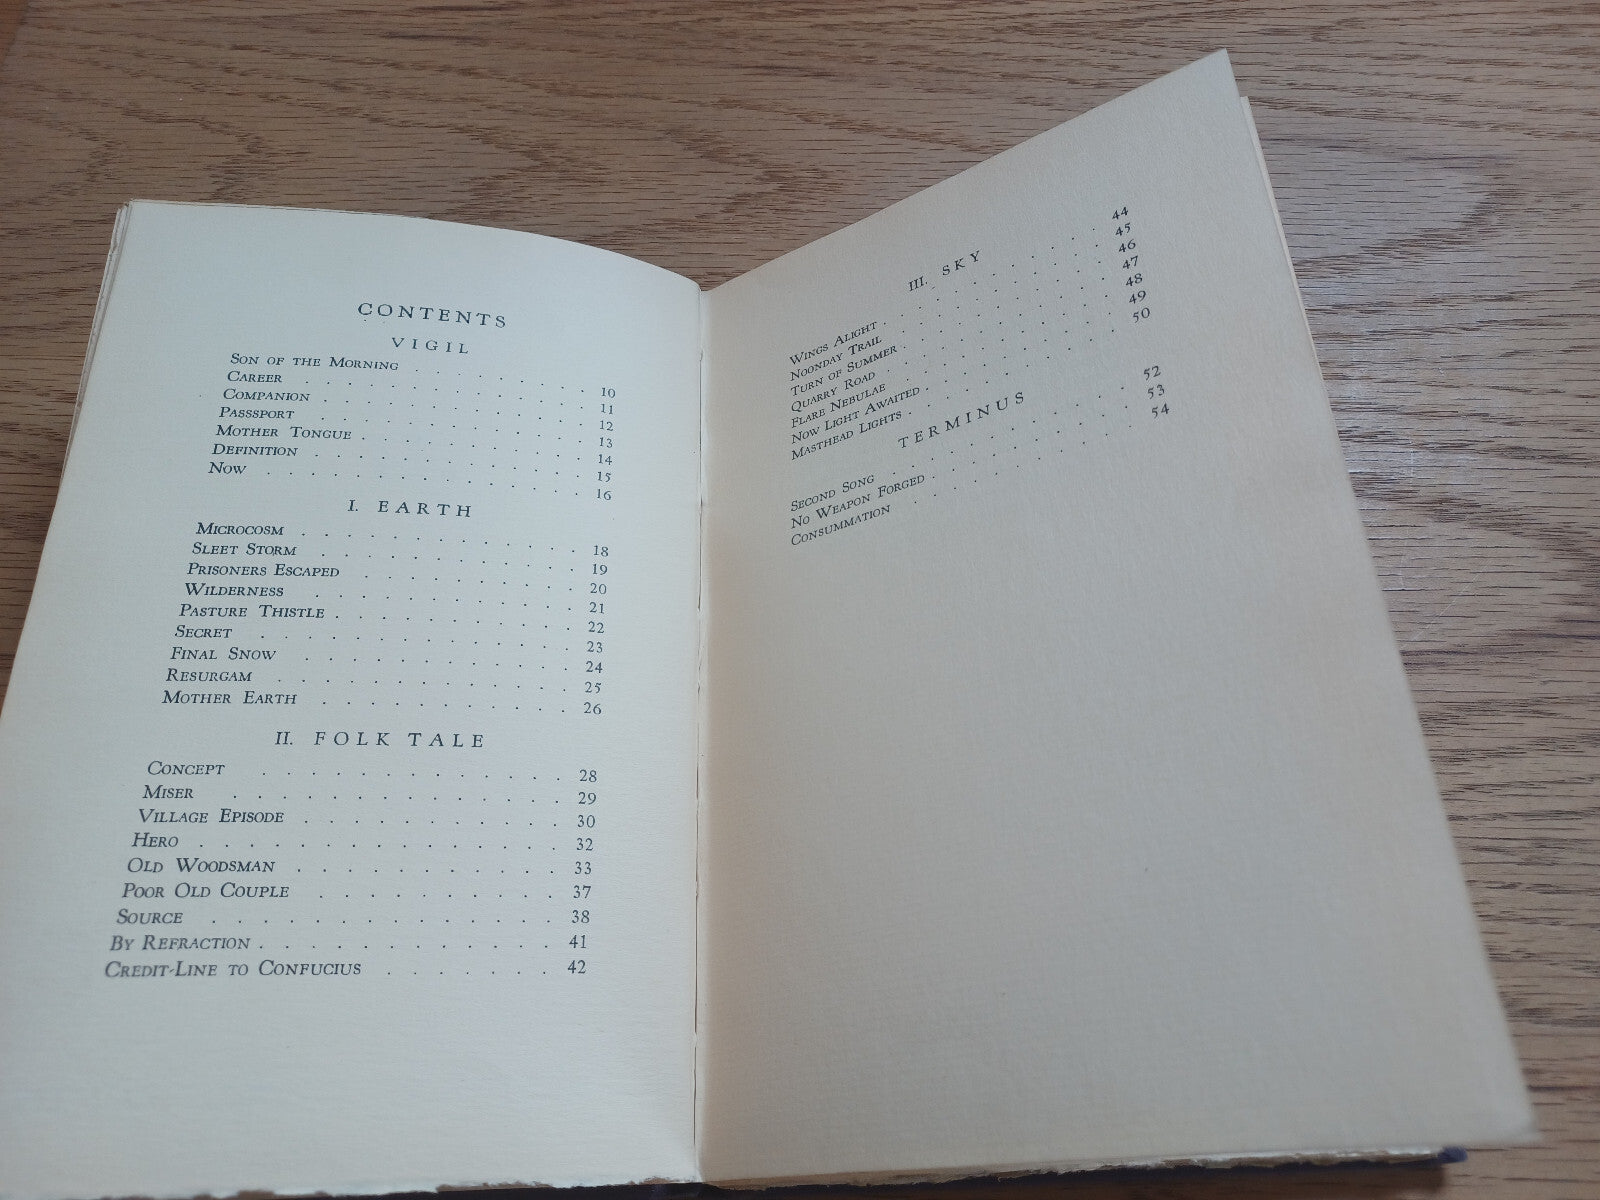 CONTENTS
VIGIL
Son of the Morning . . . . . . . . 10
Career . . . . . . . . . . . . 11
Companion . . . . . . . . . . . 12
Passsport . . . . . . . . . . . 13
Mother Tongue . . . . . . . . . . 14
Definition . . . . . . . . . . . 15
Now . . . . . . . . . . . . . 16
I. EARTH
Microcosm . . . . . . . . . . . . 18
Sleet Storm . . . . . . . . . . . 19
Prisoners Escaped . . . . . . . . . 20
Wilderness . . . . . . . . . . . 21
Pasture Thistle . . . . . . . . . . 22
Secret . . . . . . . . . . . . . 23
Final Snow . . . . . . . . . . . 24
Resurgam . . . . . . . . . . . . 25
Mother Earth . . . . . . . . . . . 26
II. FOLK TALE
Concept . . . . . . . . . . . . . 28
Miser . . . . . . . . . . . . . . 29
Village Episode . . . . . . . . . . . 30
Hero . . . . . . . . . . . . . . . 32
Old Woodsman . . . . . . . . . . . 33
Poor Old Couple . . . . . . . . . . 37
Source . . . . . . . . . . . . . . 38
By Refraction . . . . . . . . . . . . 41
Credit-Line to Confucius . . . . . . . 42
III. SKY
Wings Alight . . . . . . . . . . 44
Noonday Trail . . . . . . . . . 45
Turn of Summer . . . . . . . . . 46
Quarry Road . . . . . . . . . . 47
Flare Nebulae . . . . . . . . . 48
Now Light Awaited . . . . . . . . 49
Masthead Lights . . . . . . . . . 50
TERMINUS
Second Song . . . . . . . . . . 52
No Weapon Forged . . . . . . . . . 53
Consummation . . . . . . . . . . 54